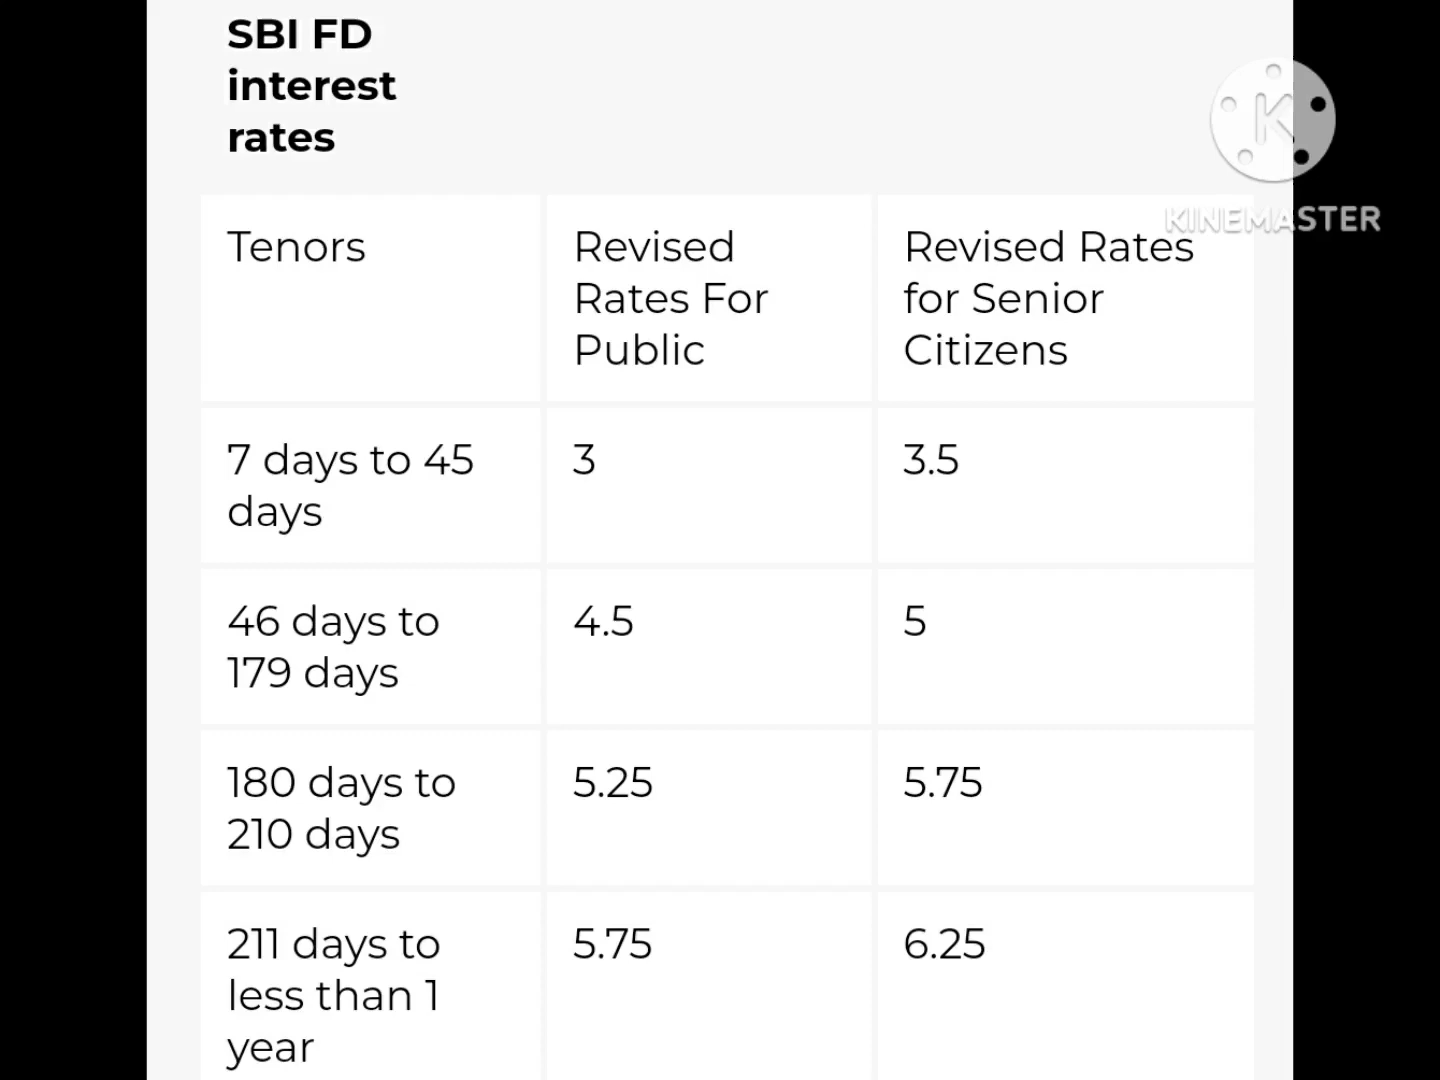 SBI FD
interest
rates
KINEMASTER
Tenors
Revised
Rates For
Public
Revised Rates
for Senior
Citizens
7 days to 45
days
3
3.5
46 days to
179 days
4.5
5
180 days to
210 days
5.25
5.75
211 days to
less than 1
year
5.75
6.25